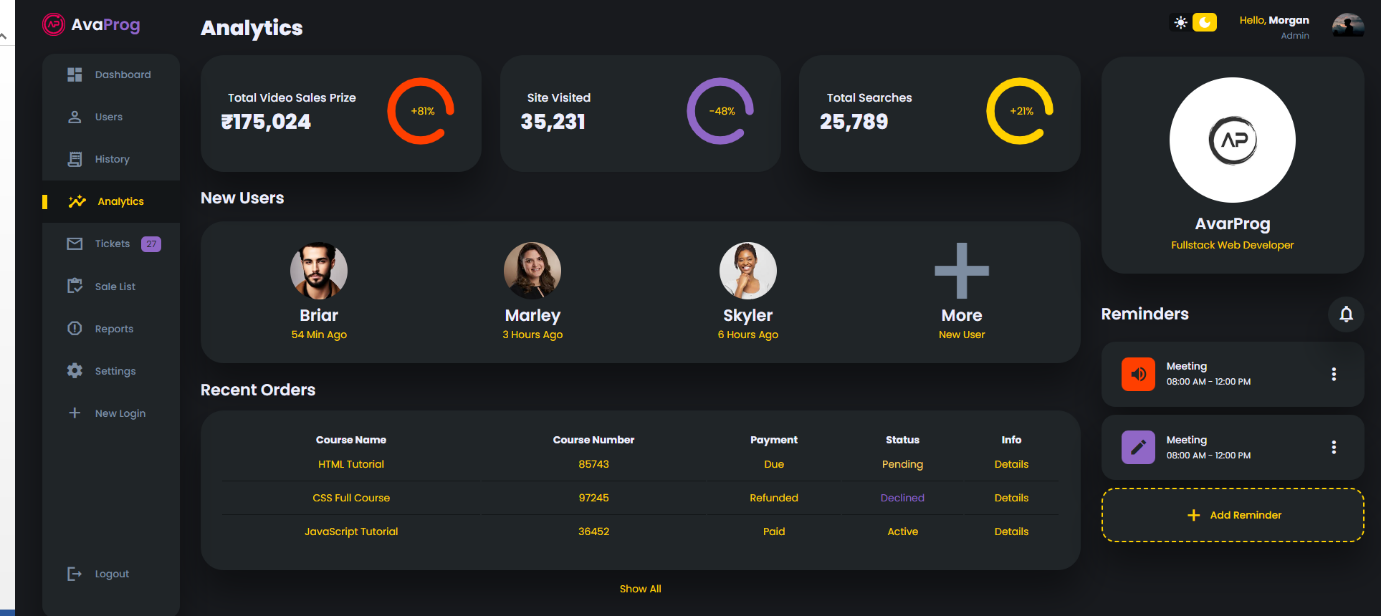 AvaProg
Dashboard
Users
History
Analytics
Tickets 27
Sale List
Reports
Settings
New Login
Logout
Analytics
Total Video Sales Prize
₹175,024
+81%
Site Visited
35,231
-48%
Total Searches
25,789
+21%
New Users
Briar
54 Min Ago
Marley
3 Hours Ago
Skyler
6 Hours Ago
More
New User
Recent Orders
Course Name Course Number Payment Status Info
HTML Tutorial 85743 Due Pending Details
CSS Full Course 97245 Refunded Declined Details
JavaScript Tutorial 36452 Paid Active Details
Show All
Hello, Morgan
Admin
AP
AvarProg
Fullstack Web Developer
Reminders
Meeting
08:00 AM - 12:00 PM
Meeting
08:00 AM - 12:00 PM
Add Reminder